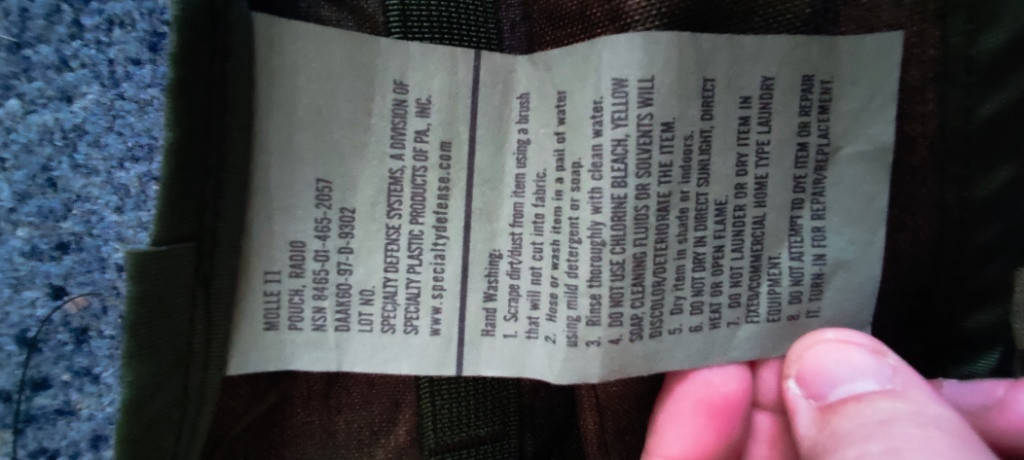 MOLLE II
POUCH, RADIO
NSN 8465-01-465-2057
DAAK60-97-D-9302
LOT NO.
SPECIALTY DEFENSE SYSTEMS, A DIVISION OF
SPECIALTY PLASTIC PRODUCTS OF PA., INC.
www.specialtydefense.com
Hand Washing:
1. Scrape dirt/dust from item using a brush
that will not cut into fabric.
2. Hose or wash item in a pail of water
using mild detergent or soap.
3. Rinse thoroughly with clean water.
4. DO NOT USE CHLORINE BLEACH, YELLOW
SOAP, CLEANING FLUIDS OR SOLVENTS WILL
DISCOLOR/DETERIORATE THE ITEM.
5. Dry item in shade or indoors.
6. DO NOT DRY IN DIRECT SUNLIGHT, DIRECT
HEAT OR OPEN FLAME.
7. DO NOT LAUNDER OR DRY ITEM IN
FIXED/COMMERCIAL HOME TYPE LAUNDRY
EQUIPMENT.
8. DO NOT ATTEMPT TO DYE ITEM OR REPAIR
IT. TURN-IN FOR REPAIR/REPLACEMENT.